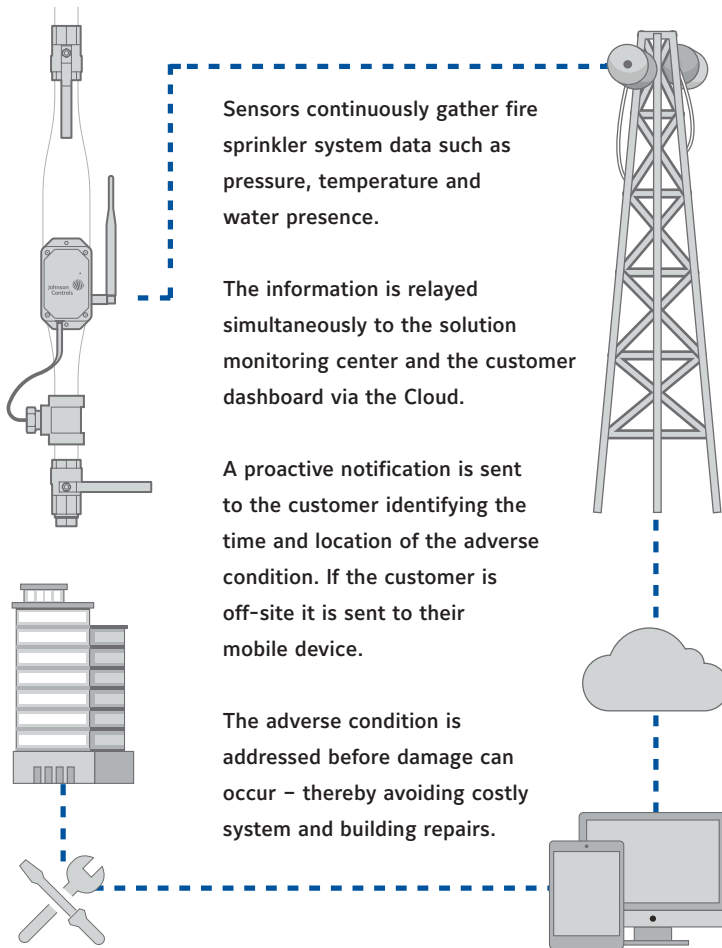 Sensors continuously gather fire
sprinkler system data such as
pressure, temperature and
water presence.
Johnson
Controls
The information is relayed
simultaneously to the solution
monitoring center and the customer
dashboard via the Cloud.
A proactive notification is sent
to the customer identifying the
time and location of the adverse
condition. If the customer is
off-site it is sent to their
mobile device.
The adverse condition is
addressed before damage can
occur – thereby avoiding costly
system and building repairs.